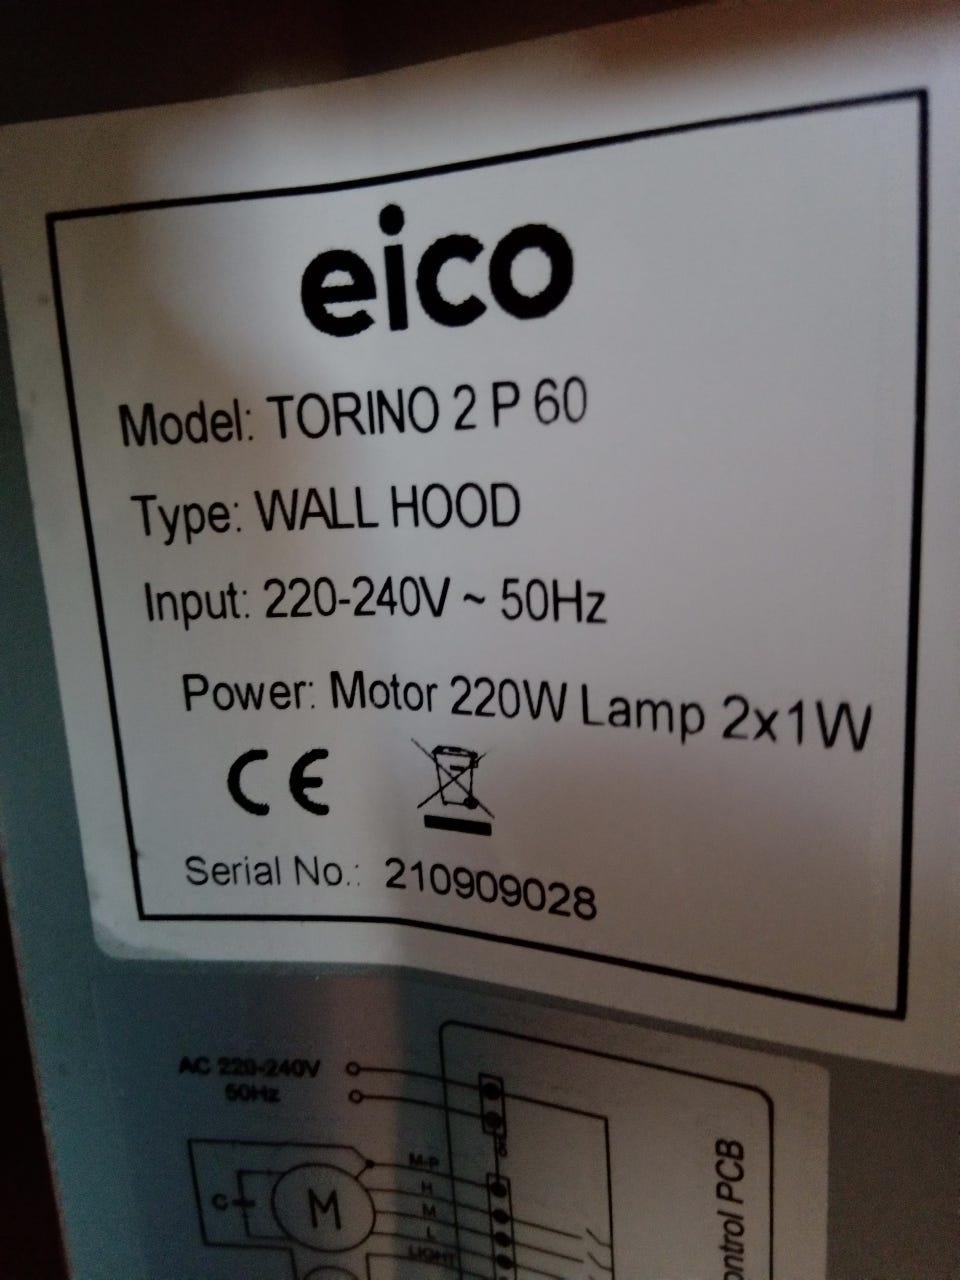 eico
Model: TORINO 2 P 60
Type: WALL HOOD
Input: 220-240V ~ 50Hz
Power: Motor 220W Lamp 2x1W
CE
Serial No.: 210909028
AC 220-240V
50Hz
M-P
H
M
L
LIGHT
C
M
ontrol PCB